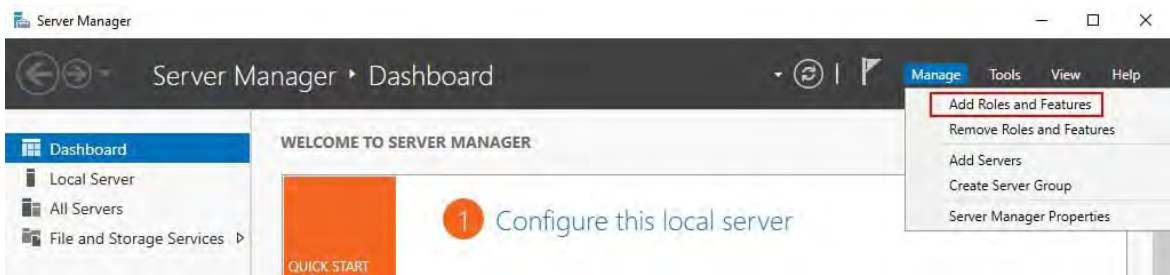 Server Manager
Server Manager ‣ Dashboard
Manage Tools View Help
Add Roles and Features
Remove Roles and Features
Add Servers
Create Server Group
Server Manager Properties
Dashboard
Local Server
All Servers
File and Storage Services
WELCOME TO SERVER MANAGER
1 Configure this local server
QUICK START